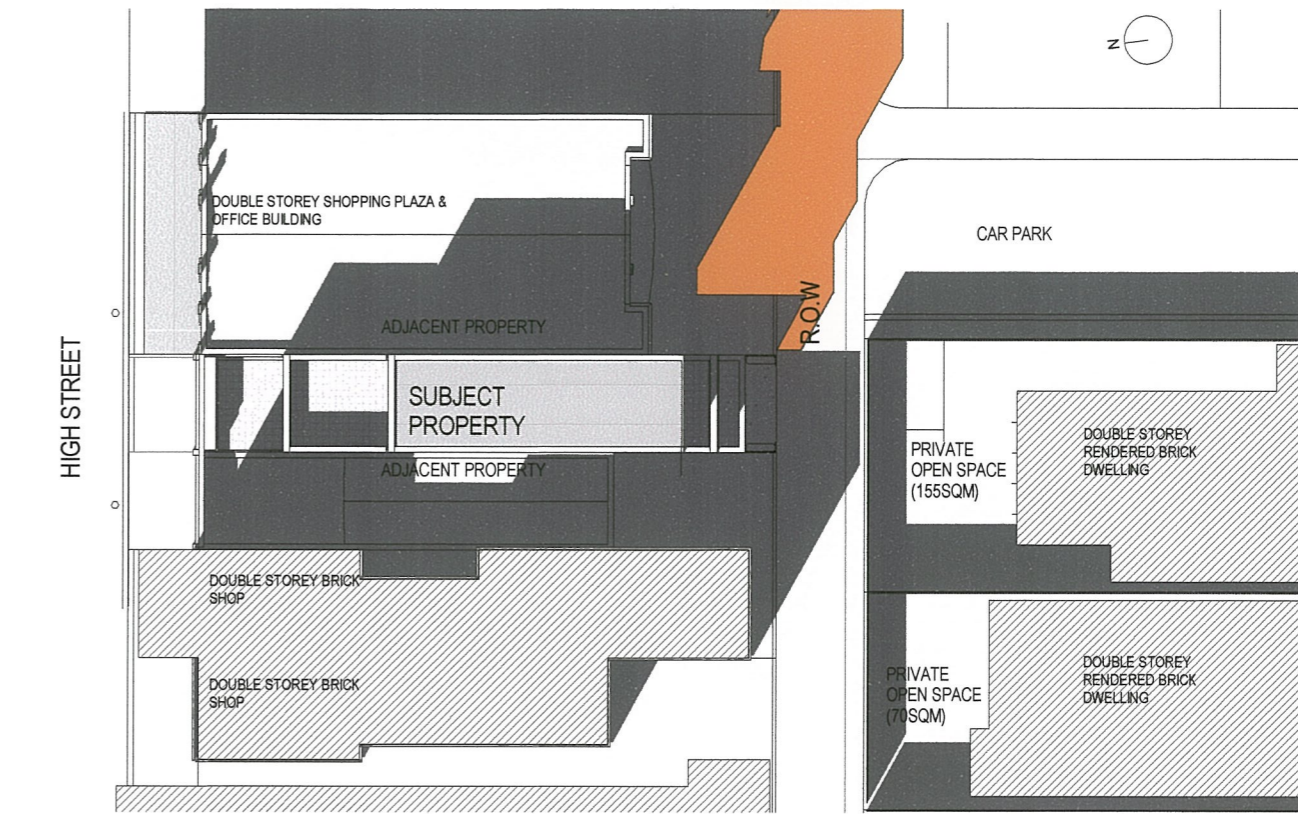 N
DOUBLE STOREY SHOPPING PLAZA &
OFFICE BUILDING
CAR PARK
R.O.W
ADJACENT PROPERTY
HIGH STREET
SUBJECT
PROPERTY
ADJACENT PROPERTY
PRIVATE
OPEN SPACE
(155SQM)
DOUBLE STOREY
RENDERED BRICK
DWELLING
DOUBLE STOREY BRICK
SHOP
DOUBLE STOREY BRICK
SHOP
PRIVATE
OPEN SPACE
(70SQM)
DOUBLE STOREY
RENDERED BRICK
DWELLING